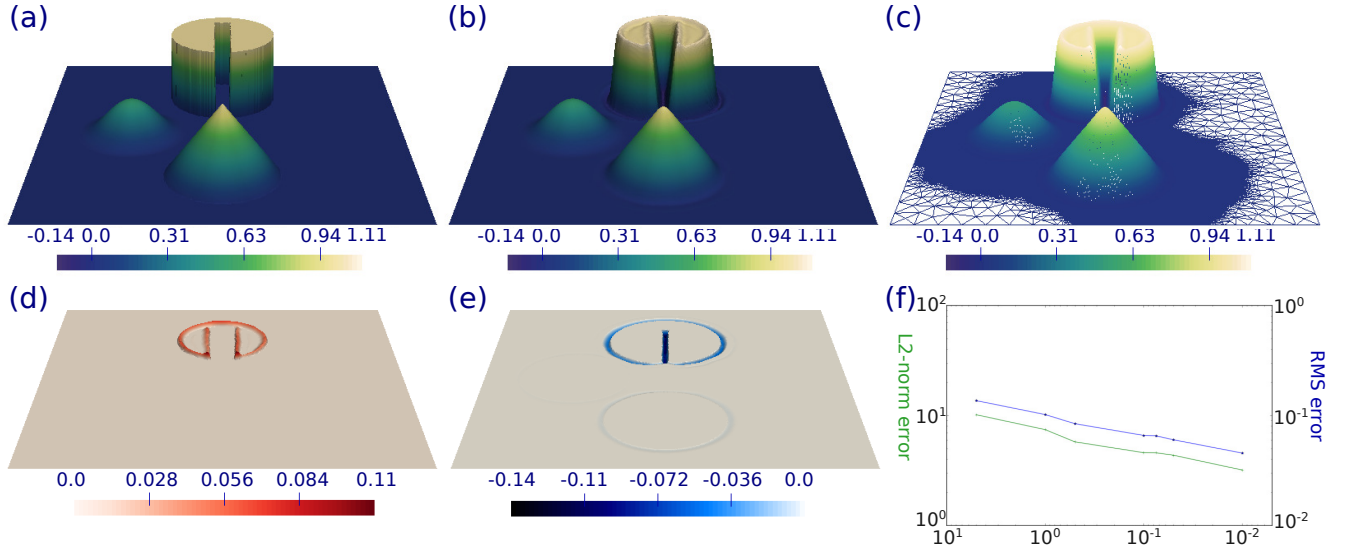 (a) (b) (c)
-0.14 0.0 0.31 0.63 0.94 1.11
-0.14 0.0 0.31 0.63 0.94 1.11
-0.14 0.0 0.31 0.63 0.94 1.11
(d) (e) (f)
0.0 0.028 0.056 0.084 0.11
-0.14 -0.11 -0.072 -0.036 0.0
L2-norm error
10² 10¹ 10⁰
RMS error
10⁰ 10⁻¹ 10⁻²
10¹ 10⁰ 10⁻¹ 10⁻²